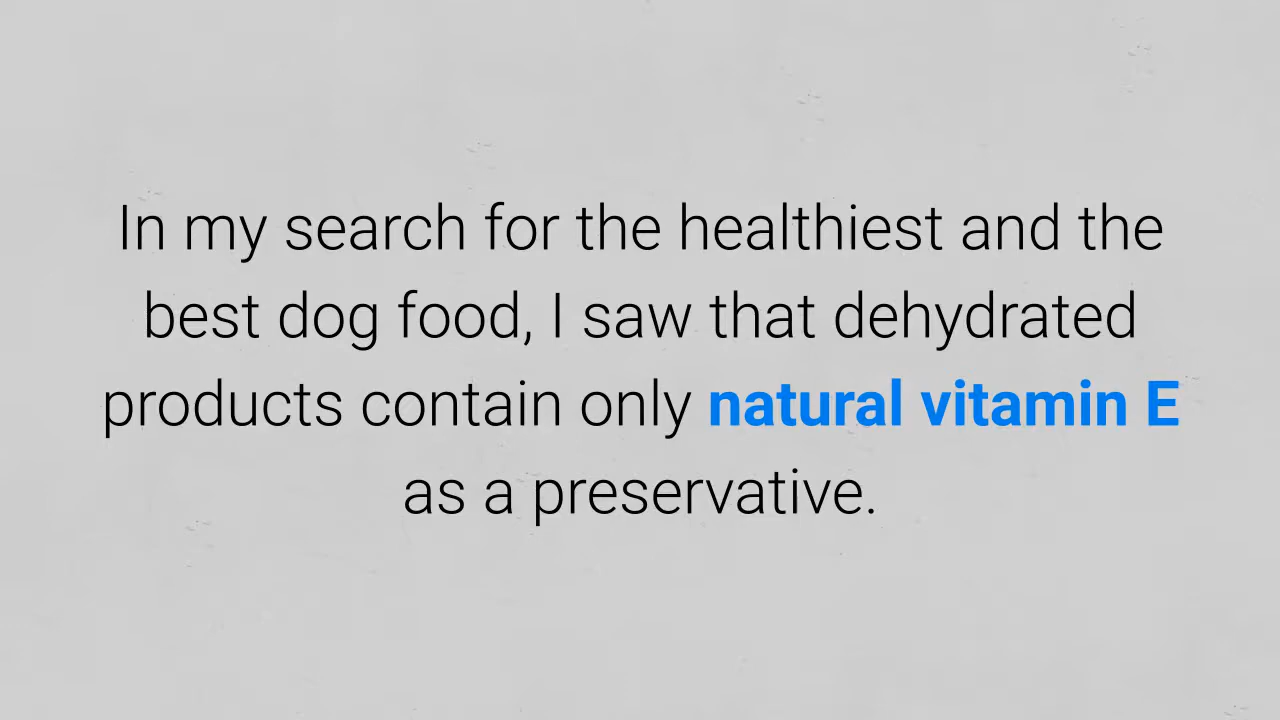 In my search for the healthiest and the
best dog food, I saw that dehydrated
products contain only natural vitamin E
as a preservative.